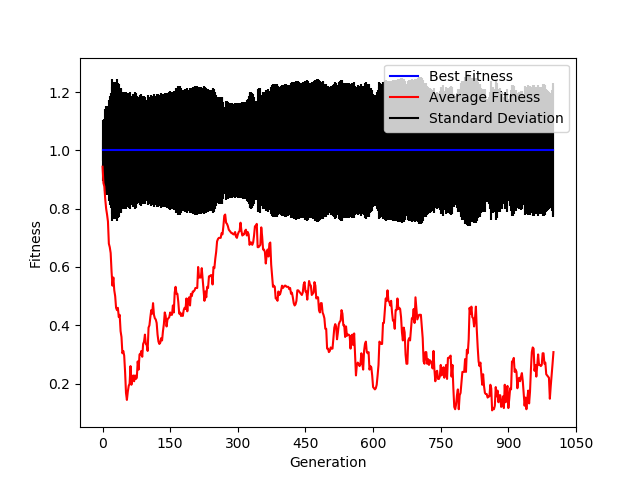 Best Fitness
Average Fitness
Standard Deviation
1.2
1.0
0.8
0.6
0.4
0.2
Fitness
0 150 300 450 600 750 900 1050
Generation